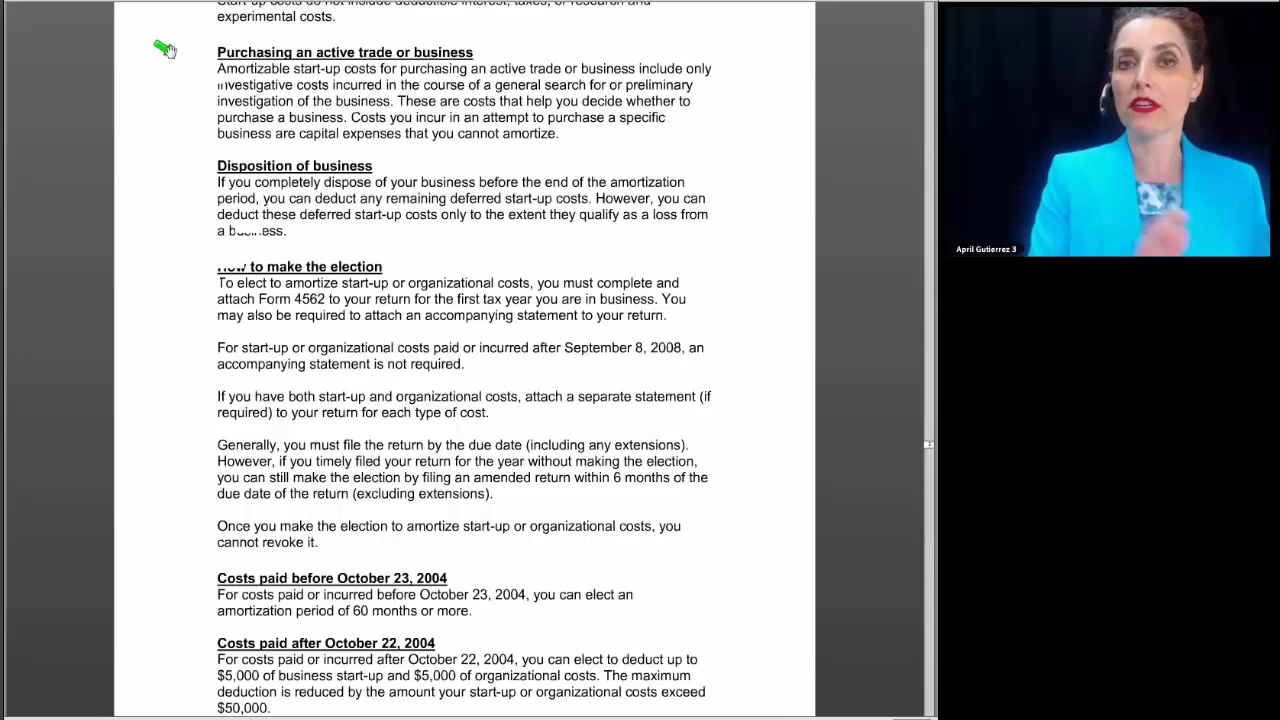 Start-up costs do not include deductible interest, taxes, or research and
experimental costs.
Purchasing an active trade or business
Amortizable start-up costs for purchasing an active trade or business include only
investigative costs incurred in the course of a general search for or preliminary
investigation of the business. These are costs that help you decide whether to
purchase a business. Costs you incur in an attempt to purchase a specific
business are capital expenses that you cannot amortize.
Disposition of business
If you completely dispose of your business before the end of the amortization
period, you can deduct any remaining deferred start-up costs. However, you can
deduct these deferred start-up costs only to the extent they qualify as a loss from
a business.
How to make the election
To elect to amortize start-up or organizational costs, you must complete and
attach Form 4562 to your return for the first tax year you are in business. You
may also be required to attach an accompanying statement to your return.
For start-up or organizational costs paid or incurred after September 8, 2008, an
accompanying statement is not required.
If you have both start-up and organizational costs, attach a separate statement (if
required) to your return for each type of cost.
Generally, you must file the return by the due date (including any extensions).
However, if you timely filed your return for the year without making the election,
you can still make the election by filing an amended return within 6 months of the
due date of the return (excluding extensions).
Once you make the election to amortize start-up or organizational costs, you
cannot revoke it.
Costs paid before October 23, 2004
For costs paid or incurred before October 23, 2004, you can elect an
amortization period of 60 months or more.
Costs paid after October 22, 2004
For costs paid or incurred after October 22, 2004, you can elect to deduct up to
$5,000 of business start-up and $5,000 of organizational costs. The maximum
deduction is reduced by the amount your start-up or organizational costs exceed
$50,000.
April Gutierrez 3